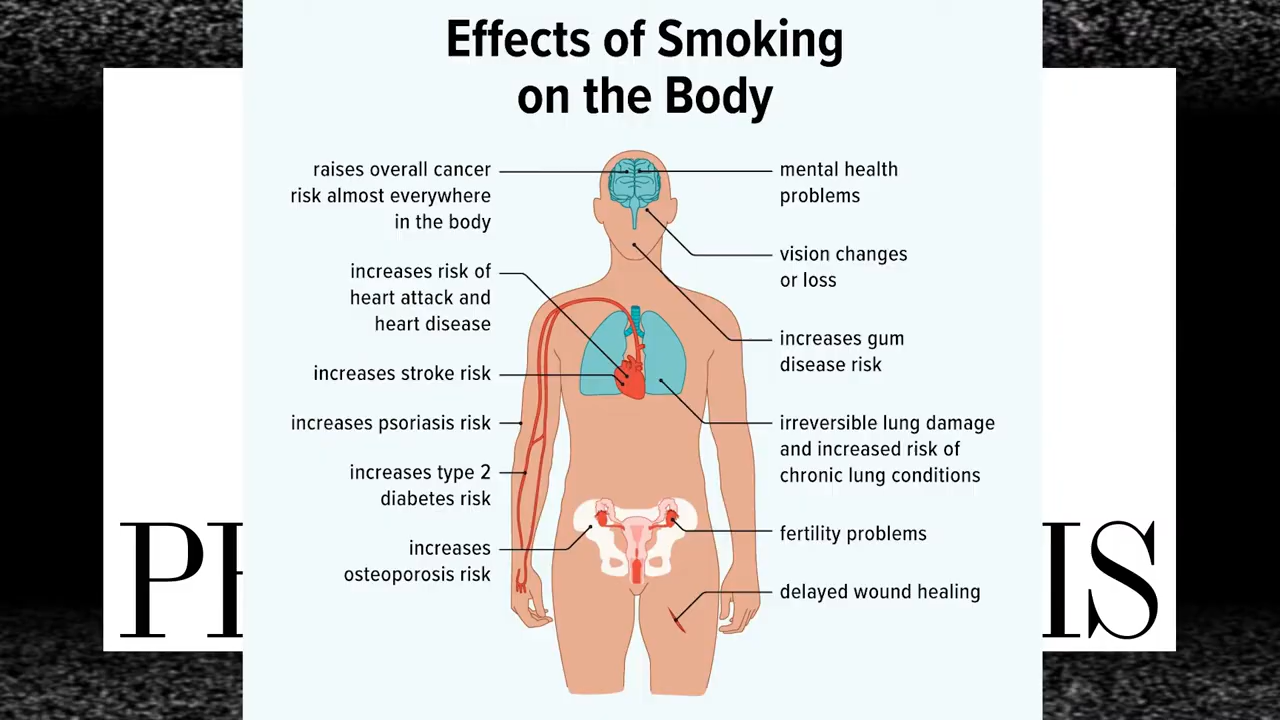 Effects of Smoking
on the Body
raises overall cancer
risk almost everywhere
in the body
increases risk of
heart attack and
heart disease
increases stroke risk
increases psoriasis risk
increases type 2
diabetes risk
increases
osteoporosis risk
mental health
problems
vision changes
or loss
increases gum
disease risk
irreversible lung damage
and increased risk of
chronic lung conditions
fertility problems
delayed wound healing